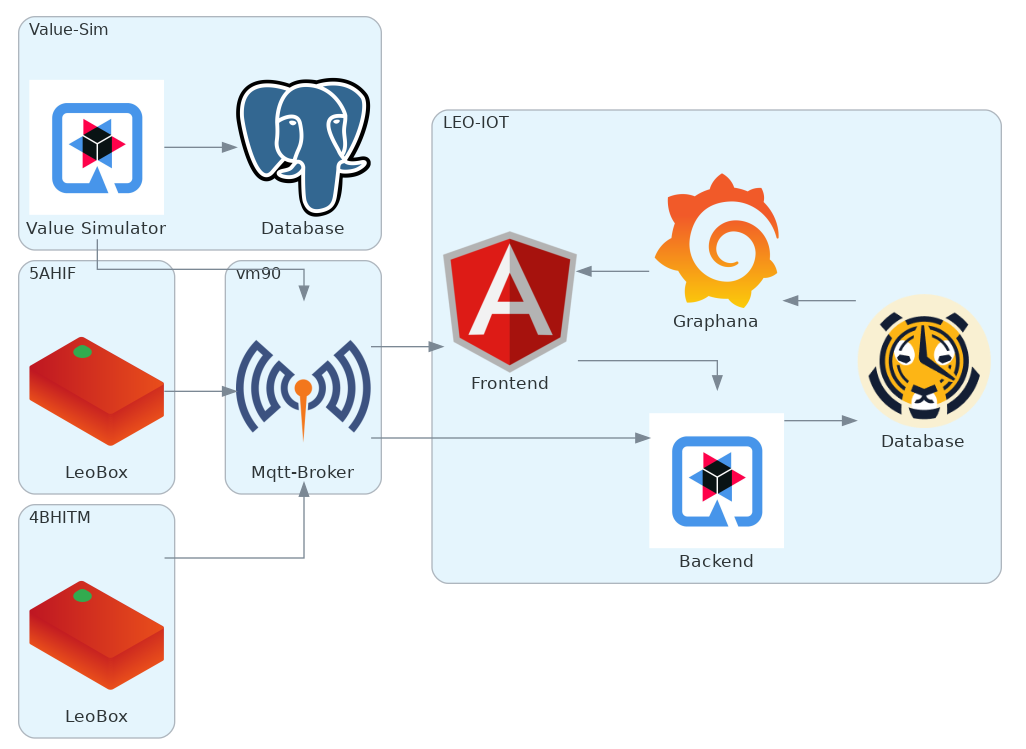 Value-Sim
Value Simulator
Database
LEO-IOT
Graphana
Frontend
Database
Backend
5AHIF
LeoBox
vm90
Mqtt-Broker
4BHITM
LeoBox